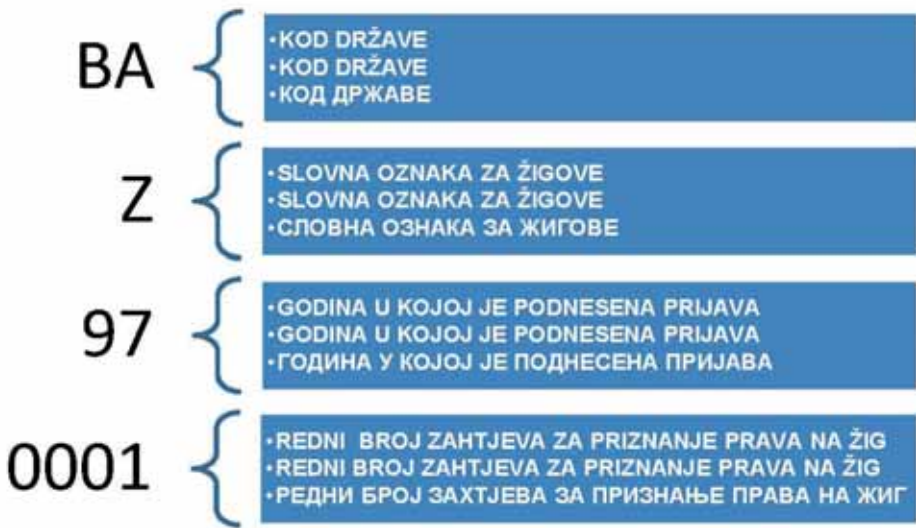 BA
•KOD DRŽAVE
•KOD DRŽAVE
•КОД ДРЖАВЕ
Z
•SLOVNA OZNAKA ZA ŽIGOVE
•SLOVNA OZNAKA ZA ŽIGOVE
•СЛОВНА ОЗНАКА ЗА ЖИГОВЕ
97
•GODINA U KOJOJ JE PODNESENA PRIJAVA
•GODINA U KOJOJ JE PODNESENA PRIJAVA
•ГОДИНА У КОЈОЈ ЈЕ ПОДНЕСЕНА ПРИЈАВА
0001
•REDNI BROJ ZAHTJEVA ZA PRIZNANJE PRAVA NA ŽIG
•REDNI BROJ ZAHTJEVA ZA PRIZNANJE PRAVA NA ŽIG
•РЕДНИ БРОЈ ЗАХТЈЕВА ЗА ПРИЗНАЊЕ ПРАВА НА ЖИГ